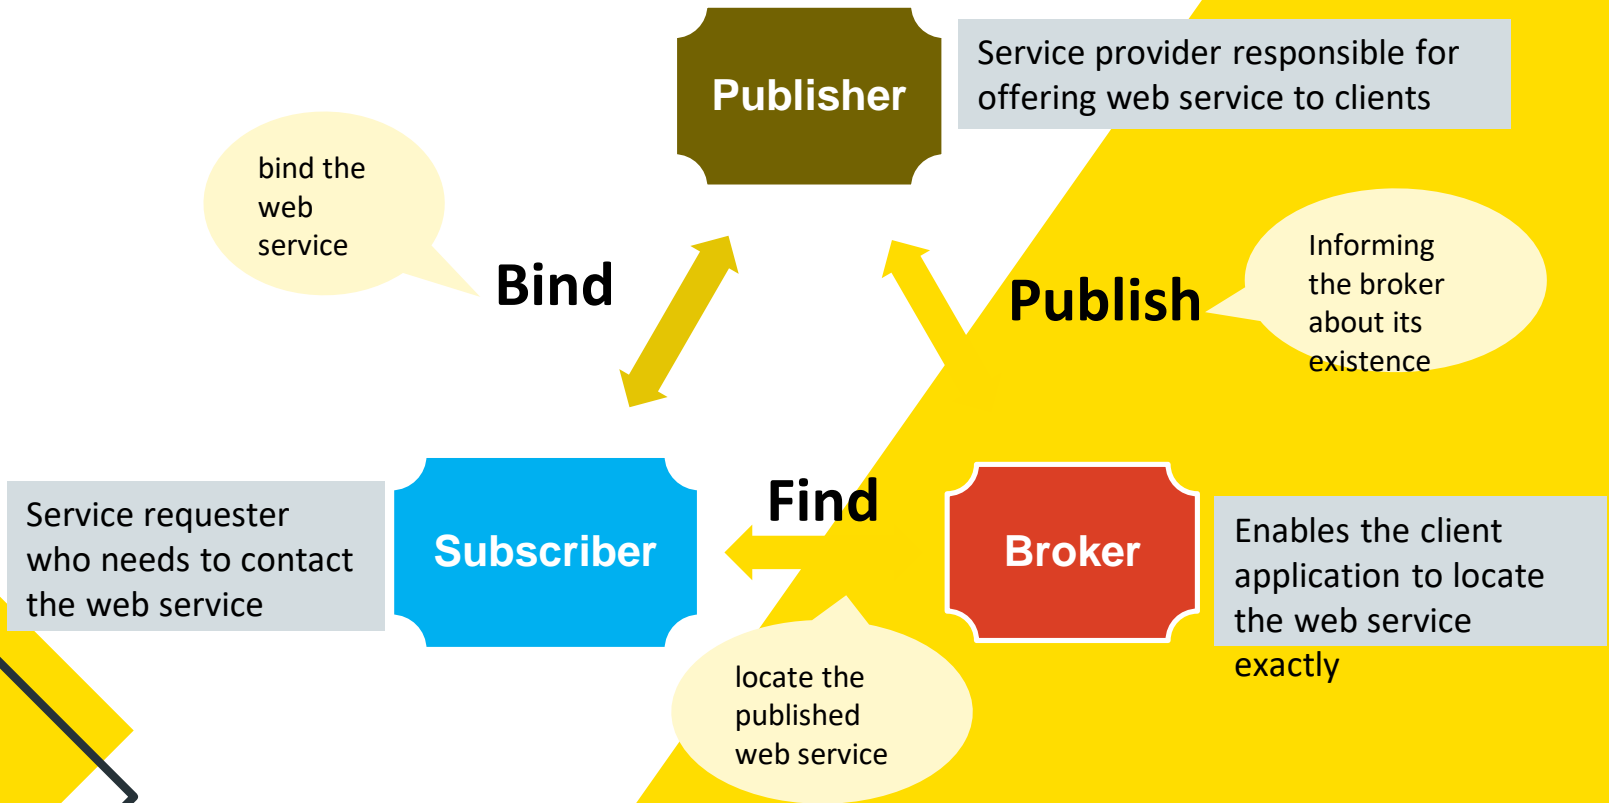 Publisher
Service provider responsible for
offering web service to clients
bind the
web
service
Bind
Publish
Informing
the broker
about its
existence
Find
Service requester
who needs to contact
the web service
Subscriber
Broker
Enables the client
application to locate
the web service
exactly
locate the
published
web service